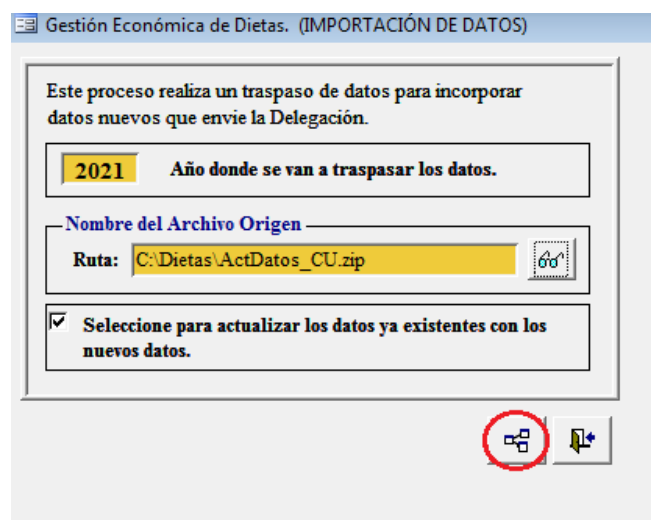 Gestión Económica de Dietas. (IMPORTACIÓN DE DATOS)
Este proceso realiza un traspaso de datos para incorporar
datos nuevos que envie la Delegación.
2021 Año donde se van a traspasar los datos.
Nombre del Archivo Origen
Ruta: C:\Dietas\ActDatos_CU.zip
Seleccione para actualizar los datos ya existentes con los
nuevos datos.